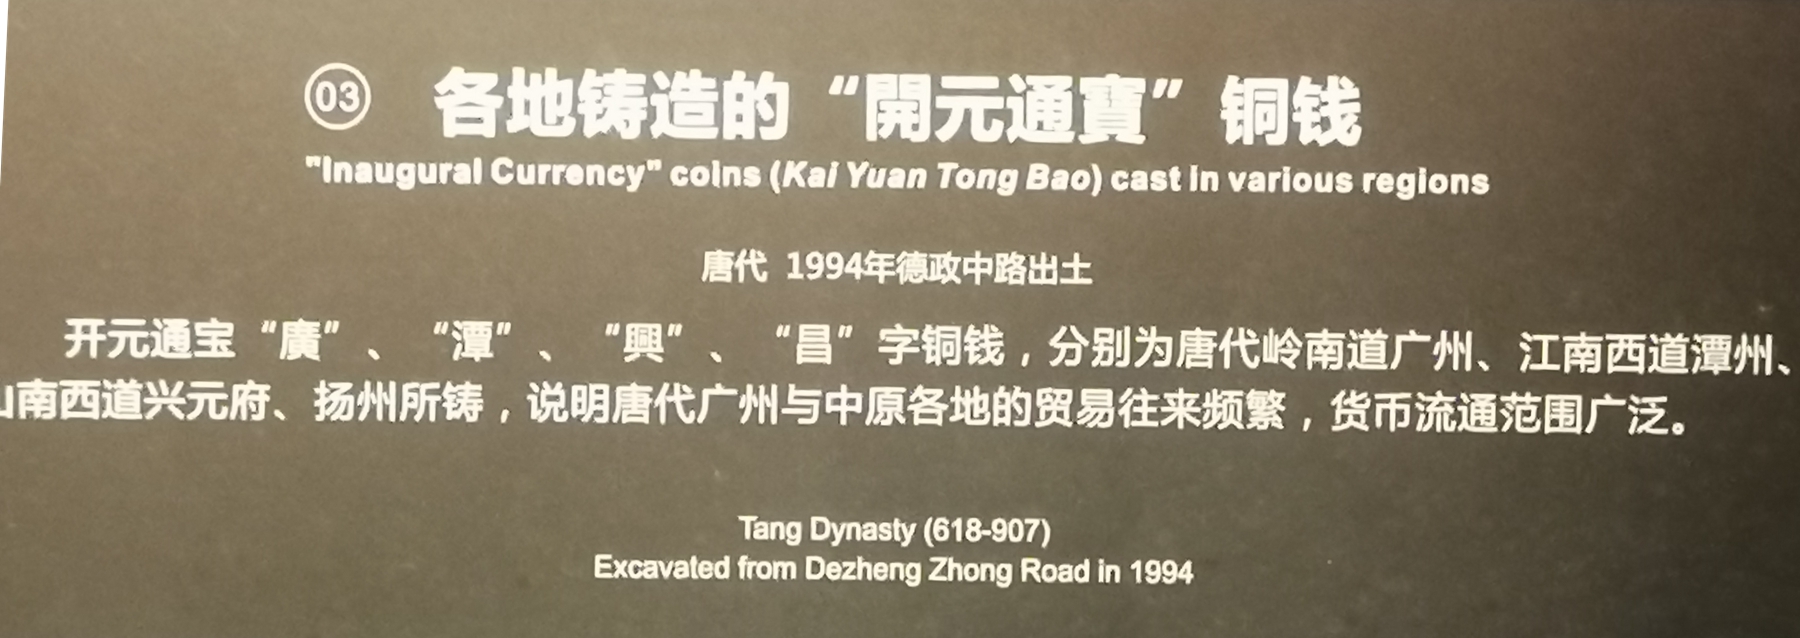 03 各地铸造的“開元通寶”铜钱
"Inaugural Currency" coins (Kai Yuan Tong Bao) cast in various regions
唐代 1994年德政中路出土
开元通宝“廣”、“潭”、“興”、“昌”字铜钱，分别为唐代岭南道广州、江南西道潭州、
山南西道兴元府、扬州所铸，说明唐代广州与中原各地的贸易往来频繁，货币流通范围广泛。
Tang Dynasty (618-907)
Excavated from Dezheng Zhong Road in 1994